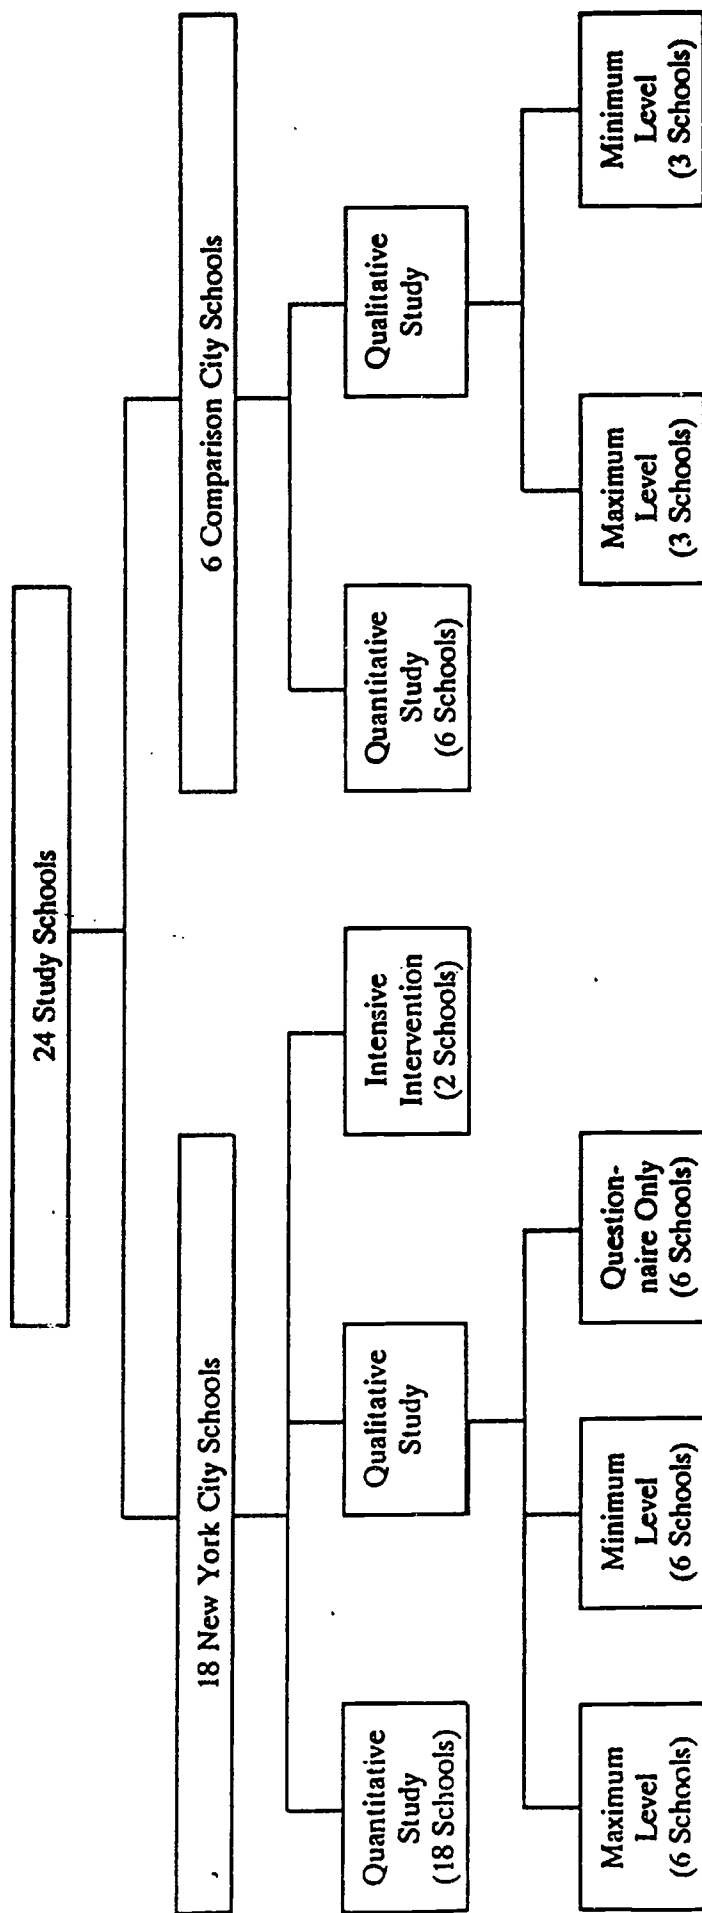 24 Study Schools
18 New York City Schools
6 Comparison City Schools
Quantitative
Study
(18 Schools)
Qualitative
Study
Intensive
Intervention
(2 Schools)
Quantitative
Study
(6 Schools)
Qualitative
Study
Maximum
Level
(6 Schools)
Minimum
Level
(6 Schools)
Question-
naire Only
(6 Schools)
Maximum
Level
(3 Schools)
Minimum
Level
(3 Schools)